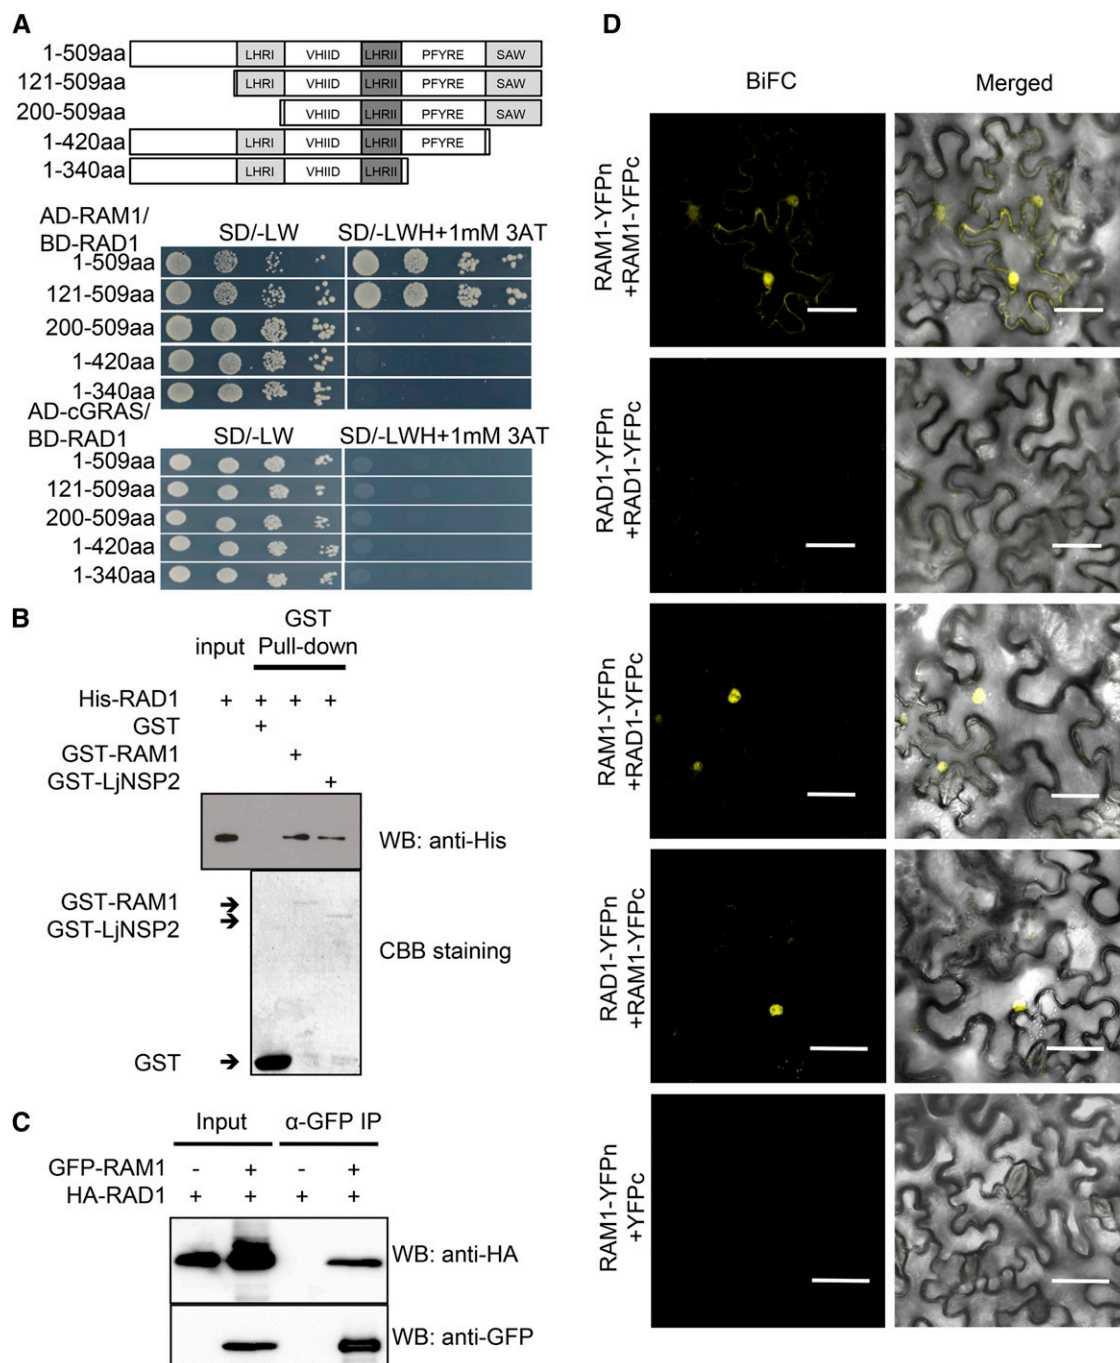 A
1-509aa LHRI VHIID LHRII PFYRE SAW
121-509aa LHRI VHIID LHRII PFYRE SAW
200-509aa VHIID LHRII PFYRE SAW
1-420aa LHRI VHIID LHRII PFYRE
1-340aa LHRI VHIID LHRII
AD-RAM1/
BD-RAD1 SD/-LW SD/-LWH+1mM 3AT
1-509aa
121-509aa
200-509aa
1-420aa
1-340aa
AD-cGRAS/
BD-RAD1 SD/-LW SD/-LWH+1mM 3AT
1-509aa
121-509aa
200-509aa
1-420aa
1-340aa
B
GST
input Pull-down
His-RAD1 + + + +
GST +
GST-RAM1 +
GST-LjNSP2 +
WB: anti-His
GST-RAM1
GST-LjNSP2
CBB staining
GST
C
Input α-GFP IP
GFP-RAM1 - + - +
HA-RAD1 + + + +
WB: anti-HA
WB: anti-GFP
D
BiFC Merged
RAM1-YFPn
+RAM1-YFPc
RAD1-YFPn
+RAD1-YFPc
RAM1-YFPn
+RAD1-YFPc
RAD1-YFPn
+RAM1-YFPc
RAM1-YFPn
+YFPc